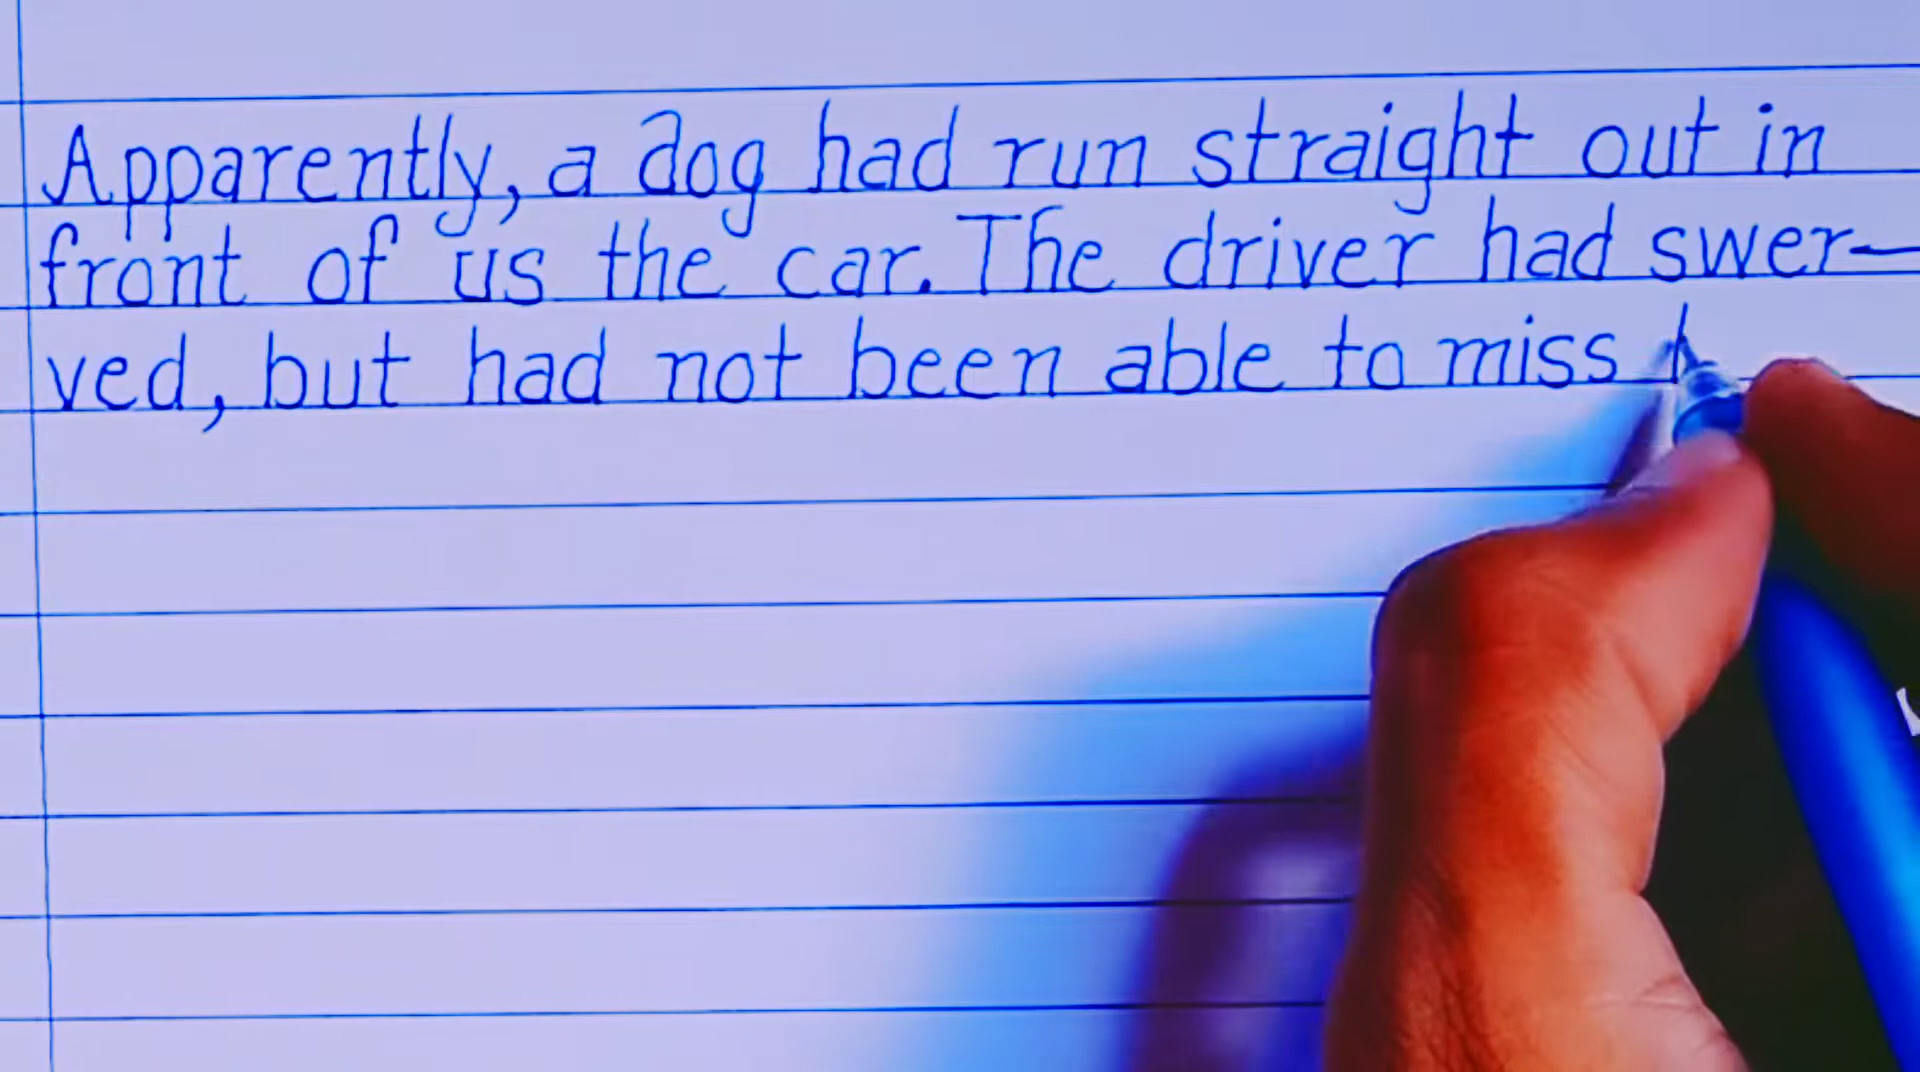 Apparently, a dog had run straight out in
front of us the car. The driver had swer-
ved, but had not been able to miss